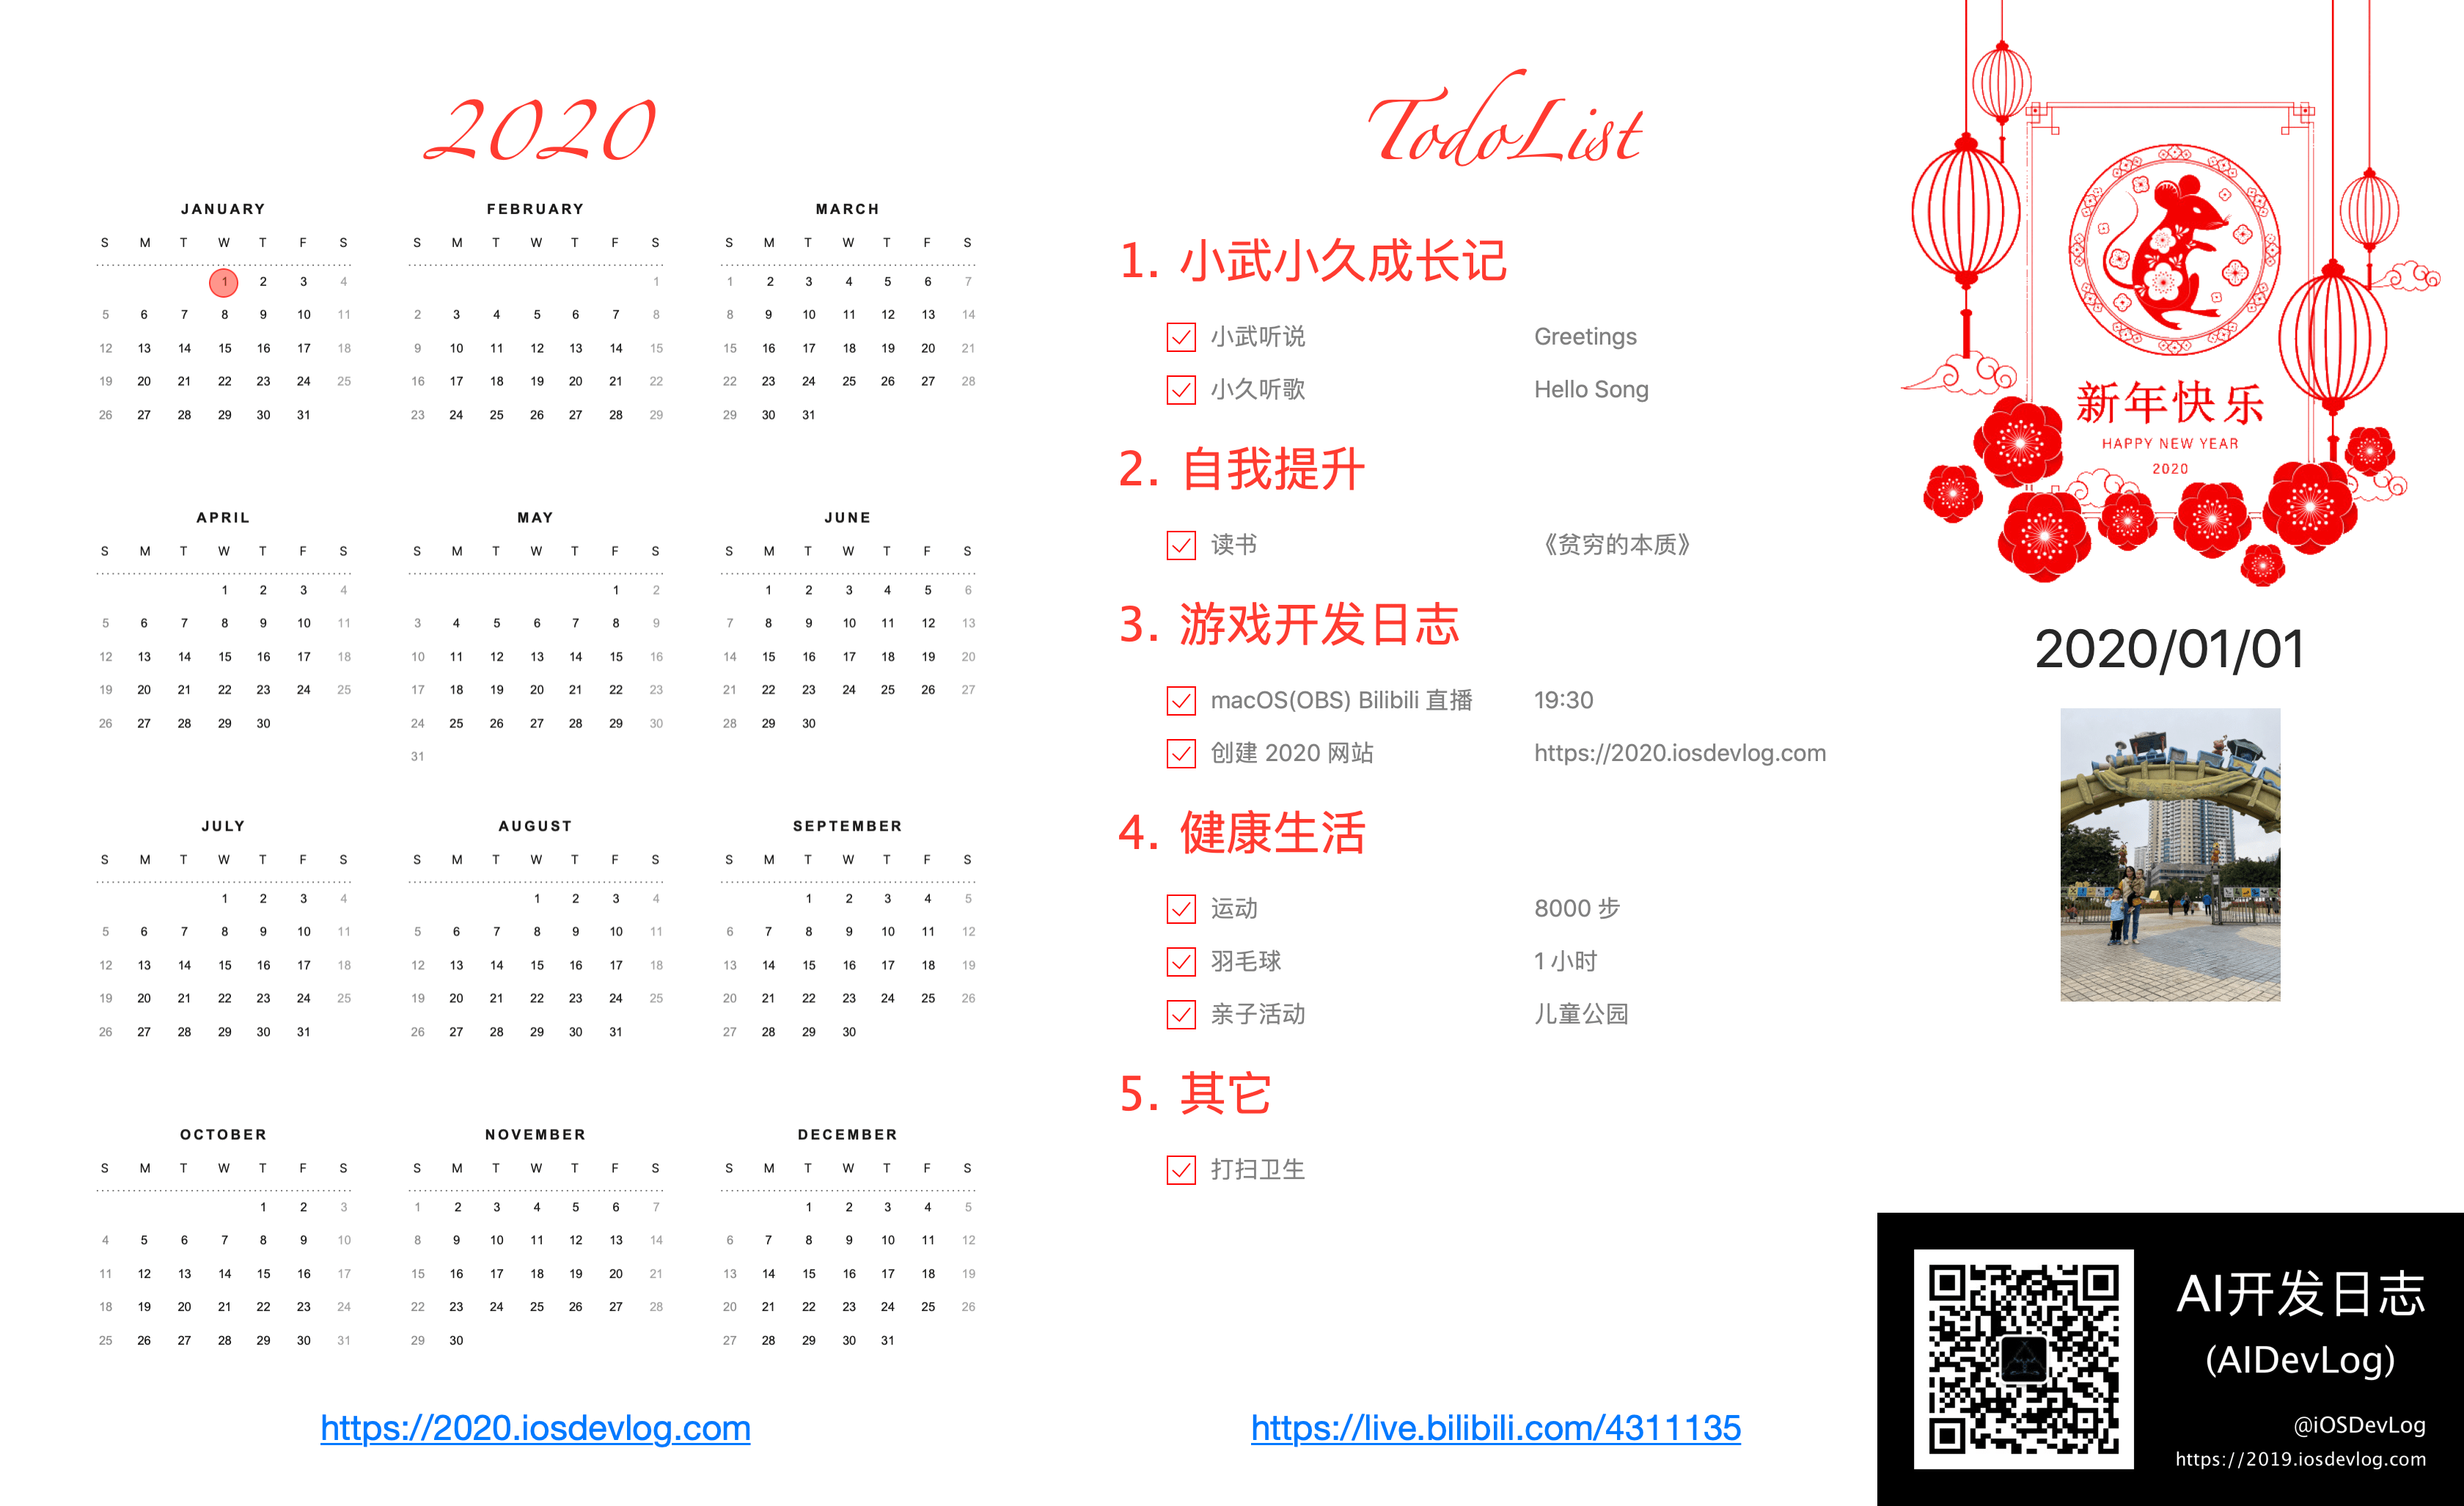 2020
JANUARY FEBRUARY MARCH
S M T W T F S S M T W T F S S M T W T F S
1 2 3 4 1 1 2 3 4 5 6 7
5 6 7 8 9 10 11 2 3 4 5 6 7 8 8 9 10 11 12 13 14
12 13 14 15 16 17 18 9 10 11 12 13 14 15 15 16 17 18 19 20 21
19 20 21 22 23 24 25 16 17 18 19 20 21 22 22 23 24 25 26 27 28
26 27 28 29 30 31 23 24 25 26 27 28 29 29 30 31
APRIL MAY JUNE
S M T W T F S S M T W T F S S M T W T F S
1 2 3 4 1 2 1 2 3 4 5 6
5 6 7 8 9 10 11 3 4 5 6 7 8 9 7 8 9 10 11 12 13
12 13 14 15 16 17 18 10 11 12 13 14 15 16 14 15 16 17 18 19 20
19 20 21 22 23 24 25 17 18 19 20 21 22 23 21 22 23 24 25 26 27
26 27 28 29 30 24 25 26 27 28 29 30 28 29 30
31
JULY AUGUST SEPTEMBER
S M T W T F S S M T W T F S S M T W T F S
1 2 3 4 1 2 3 4 1 2 3 4 5
5 6 7 8 9 10 11 5 6 7 8 9 10 11 6 7 8 9 10 11 12
12 13 14 15 16 17 18 12 13 14 15 16 17 18 13 14 15 16 17 18 19
19 20 21 22 23 24 25 19 20 21 22 23 24 25 20 21 22 23 24 25 26
26 27 28 29 30 31 26 27 28 29 30 31 27 28 29 30
OCTOBER NOVEMBER DECEMBER
S M T W T F S S M T W T F S S M T W T F S
1 2 3 1 2 3 4 5 6 7 1 2 3 4 5
4 5 6 7 8 9 10 8 9 10 11 12 13 14 6 7 8 9 10 11 12
11 12 13 14 15 16 17 15 16 17 18 19 20 21 13 14 15 16 17 18 19
18 19 20 21 22 23 24 22 23 24 25 26 27 28 20 21 22 23 24 25 26
25 26 27 28 29 30 31 29 30 27 28 29 30 31
https://2020.iosdevlog.com
TodoList
1. 小武小久成长记
小武听说 Greetings
小久听歌 Hello Song
2. 自我提升
读书 《贫穷的本质》
3. 游戏开发日志
macOS(OBS) Bilibili 直播 19:30
创建 2020 网站 https://2020.iosdevlog.com
4. 健康生活
运动 8000 步
羽毛球 1 小时
亲子活动 儿童公园
5. 其它
打扫卫生
https://live.bilibili.com/4311135
新年快乐
HAPPY NEW YEAR
2020
2020/01/01
AI开发日志
(AIDevLog)
@iOSDevLog
https://2019.iosdevlog.com